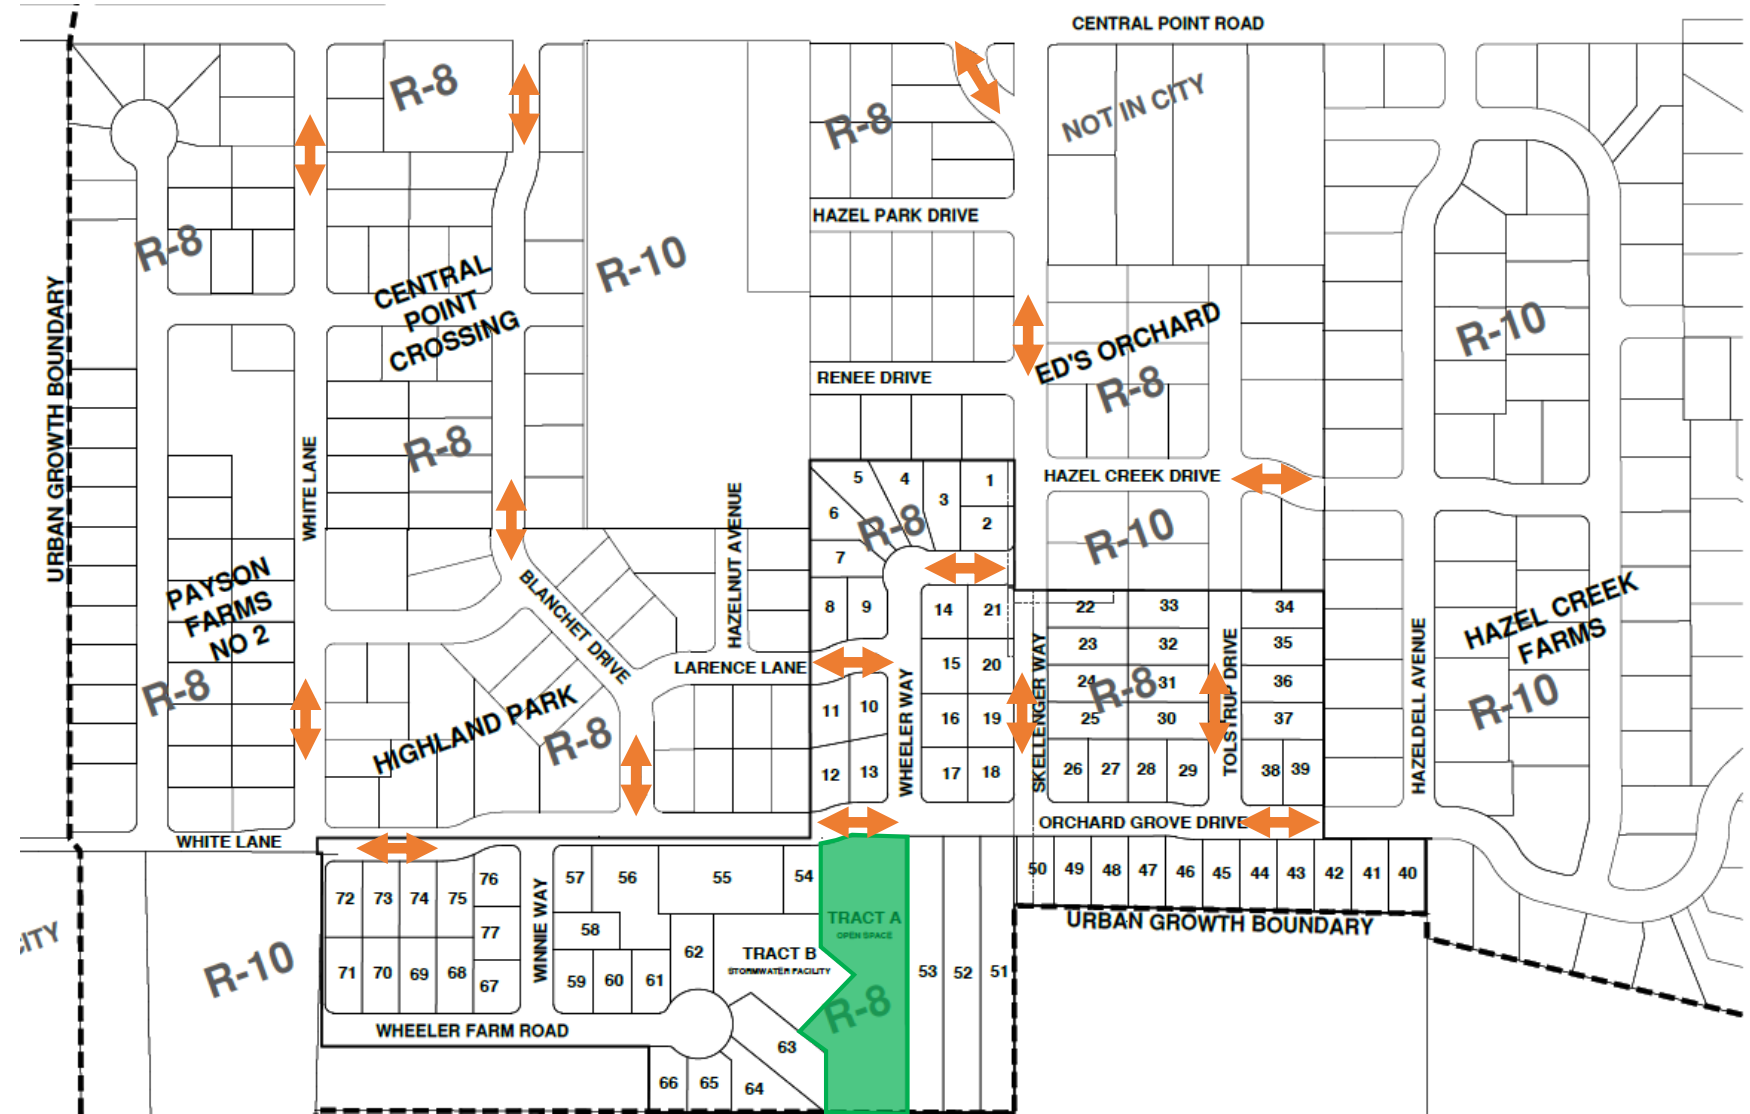 CENTRAL POINT ROAD
R-8
R-8
NOT IN CITY
HAZEL PARK DRIVE
R-8
R-10
CENTRAL
POINT
CROSSING
URBAN GROWTH BOUNDARY
RENEE DRIVE
ED'S ORCHARD
R-8
R-10
R-8
WHITE LANE
HAZEL CREEK DRIVE
HAZELNUT AVENUE
5
4
3
1
2
6
R-8
7
R-10
8
9
14
21
22
33
34
PAYSON
FARMS
NO 2
BLANCHET DRIVE
23
32
35
HAZEL CREEK
FARMS
LARENCE LANE
15
20
24
31
36
R-8
R-8
R-10
HIGHLAND PARK
R-8
11
10
16
19
25
30
37
WHEELER WAY
SKELLENGER WAY
TOLSTRUP DRIVE
HAZELDELL AVENUE
12
13
17
18
26
27
28
29
38
39
ORCHARD GROVE DRIVE
WHITE LANE
72
73
74
75
76
57
56
55
54
50
49
48
47
46
45
44
43
42
41
40
TRACT A
OPEN SPACE
URBAN GROWTH BOUNDARY
77
WINNIE WAY
58
62
TRACT B
STORMWATER FACILITY
ITY
R-10
71
70
69
68
67
59
60
61
53
52
51
R-8
WHEELER FARM ROAD
63
66
65
64